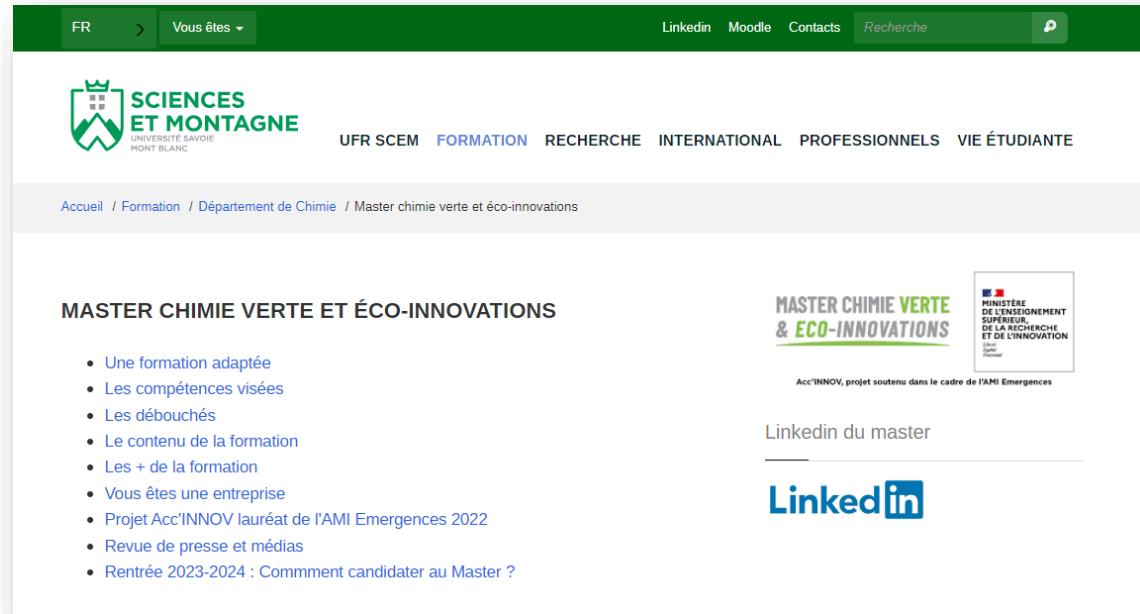 FR
Vous êtes
Linkedin Moodle Contacts Recherche
SCIENCES
ET MONTAGNE
UNIVERSITÉ SAVOIE
MONT BLANC
UFR SCEM FORMATION RECHERCHE INTERNATIONAL PROFESSIONNELS VIE ÉTUDIANTE
Accueil / Formation / Département de Chimie / Master chimie verte et éco-innovations
MASTER CHIMIE VERTE ET ÉCO-INNOVATIONS
Une formation adaptée
Les compétences visées
Les débouchés
Le contenu de la formation
Les + de la formation
Vous êtes une entreprise
Projet Acc'INNOV lauréat de l'AMI Emergences 2022
Revue de presse et médias
Rentrée 2023-2024 : Commment candidater au Master ?
MASTER CHIMIE VERTE
& ECO-INNOVATIONS
MINISTÈRE
DE L'ENSEIGNEMENT
SUPÉRIEUR,
DE LA RECHERCHE
ET DE L'INNOVATION
Liberté
Égalité
Fraternité
Acc'INNOV, projet soutenu dans le cadre de l'AMI Emergences
Linkedin du master
Linkedin